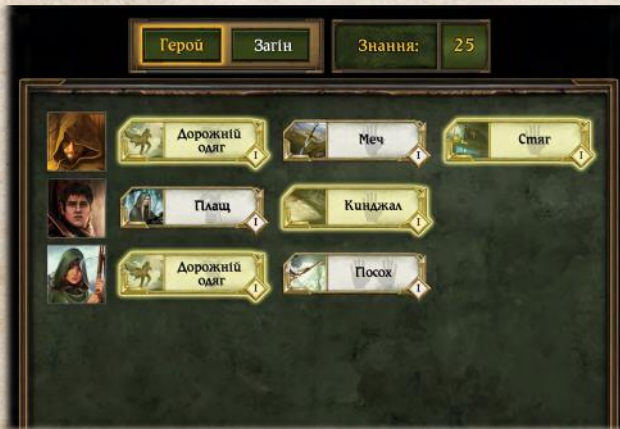 Герой Загін Знання: 25
Дорожній одяг I Меч I Стяг I
Плащ I Кинджал I
Дорожній одяг I Посох I